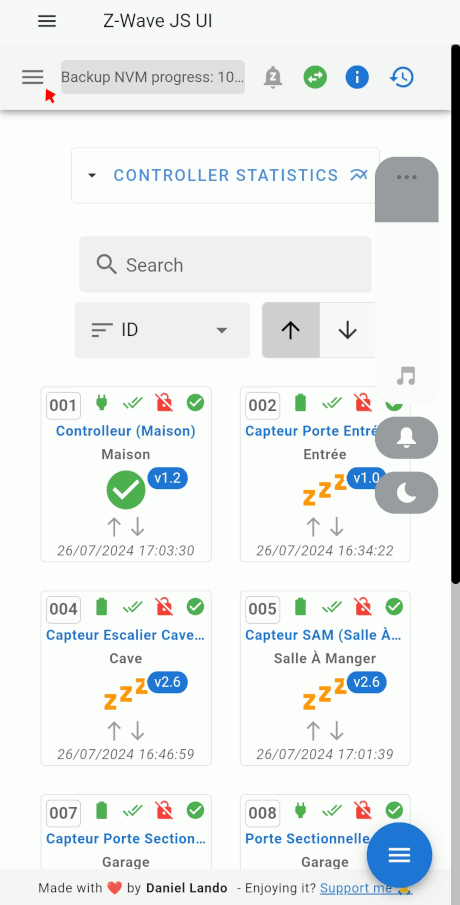 Z-Wave JS UI
Backup NVM progress: 10...
CONTROLLER STATISTICS
Search
ID
001
Controlleur (Maison)
Maison
v1.2
26/07/2024 17:03:30
002
Capteur Porte Entré
Entrée
zzz
v1.0
26/07/2024 16:34:22
004
Capteur Escalier Cave...
Cave
zzz
v2.6
26/07/2024 16:46:59
005
Capteur SAM (Salle À...
Salle À Manger
zzz
v2.6
26/07/2024 17:01:39
007
Capteur Porte Section...
Garage
008
Porte Sectionnelle
Garage
Made with ❤️ by Daniel Lando - Enjoying it? Support me